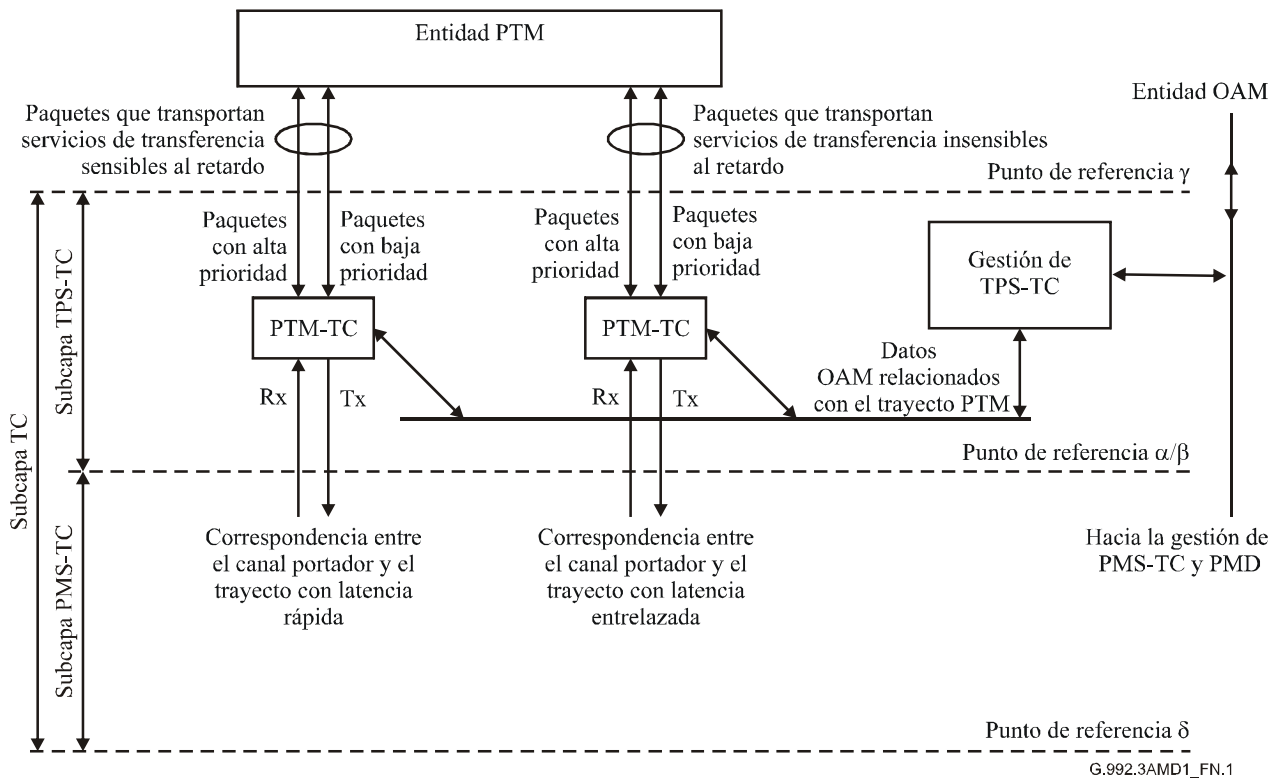 Entidad PTM
Paquetes que transportan
servicios de transferencia
sensibles al retardo
Paquetes que transportan
servicios de transferencia insensibles
al retardo
Entidad OAM
Punto de referencia γ
Paquetes
con alta
prioridad
Paquetes
con baja
prioridad
Paquetes
con alta
prioridad
Paquetes
con baja
prioridad
Gestión de
TPS-TC
PTM-TC
PTM-TC
Rx
Tx
Rx
Tx
Datos
OAM relacionados
con el trayecto PTM
Subcapa TC
Subcapa TPS-TC
Punto de referencia α/β
Subcapa PMS-TC
Correspondencia entre
el canal portador y el
trayecto con latencia
rápida
Correspondencia entre
el canal portador y el
trayecto con latencia
entrelazada
Hacia la gestión de
PMS-TC y PMD
Punto de referencia δ
G.992.3AMD1_FN.1